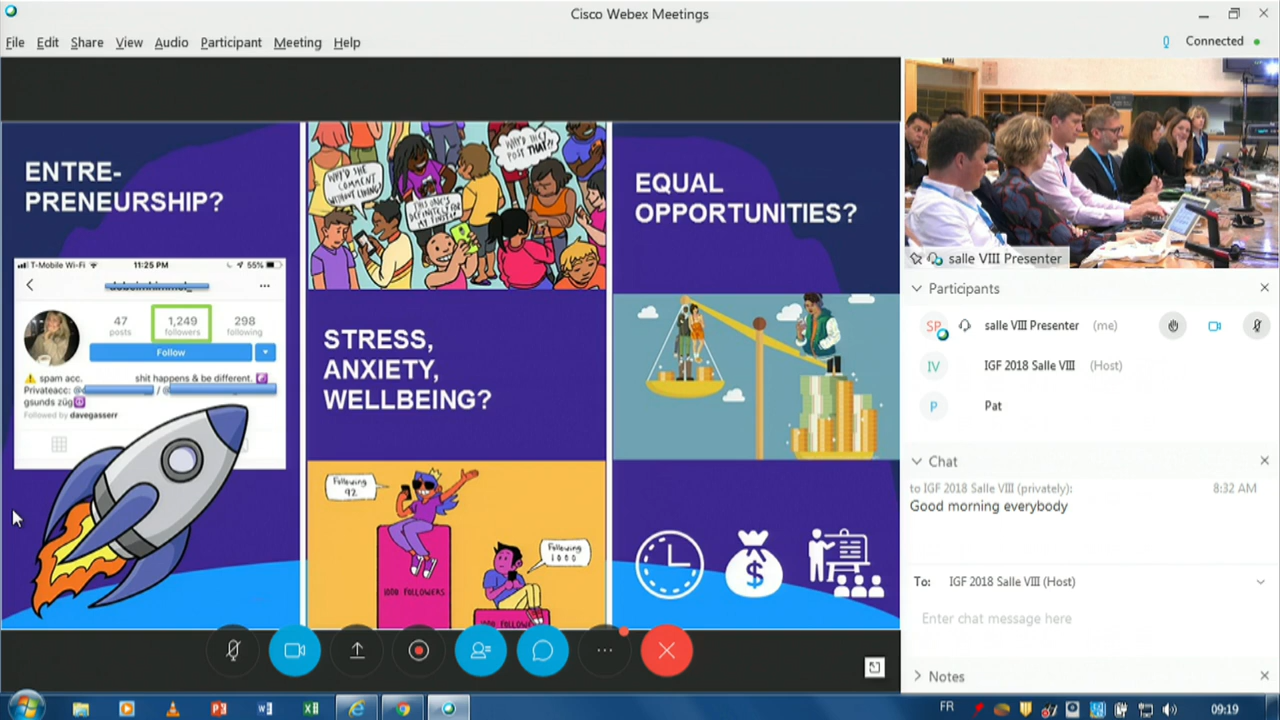 Cisco Webex Meetings
File Edit Share View Audio Participant Meeting Help
Connected
ENTRE-
PRENEURSHIP?
T-Mobile Wi-Fi 11:25 PM 55%
47 1,249 298
posts followers following
Follow
spam acc. shit happens & be different.
Privateacc: @ / @
gsunds züg
Followed by davegasserr
WHY'D SHE
COMMENT
WITHOUT LIKING?
WHY'D THEY
POST THAT?!
THIS ONE'S
DEFINITELY FOR
MY FINSTA
STRESS,
ANXIETY,
WELLBEING?
Following
92
1000 FOLLOWERS
Following
1000
EQUAL
OPPORTUNITIES?
$
salle VIII Presenter
Participants
SP salle VIII Presenter (me)
IV IGF 2018 Salle VIII (Host)
P Pat
Chat
to IGF 2018 Salle VIII (privately): 8:32 AM
Good morning everybody
To: IGF 2018 Salle VIII (Host)
Enter chat message here
Notes
FR 09:19